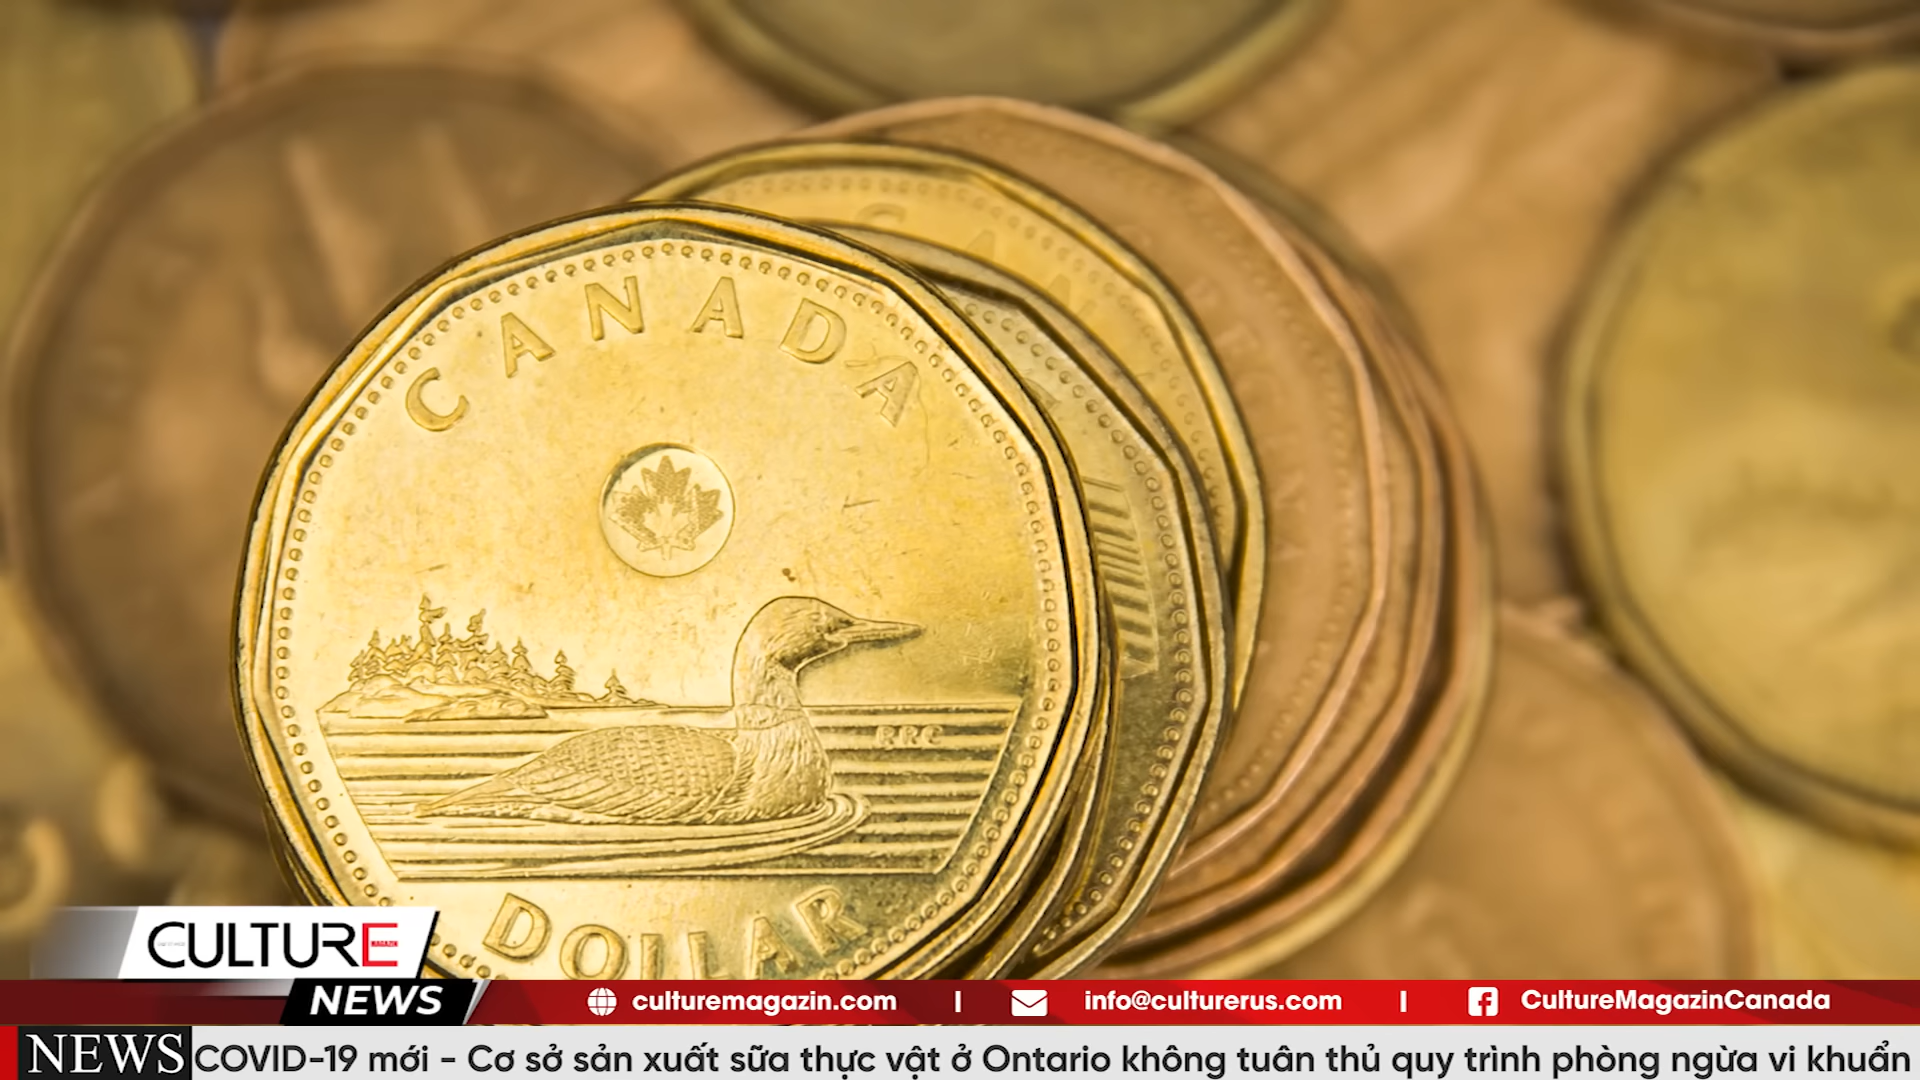 CANADA
RRC
DOLLAR
CULTURE
NEWS
culturemagazin.com | info@culturerus.com | CultureMagazinCanada
NEWS COVID-19 mới - Cơ sở sản xuất sữa thực vật ở Ontario không tuân thủ quy trình phòng ngừa vi khuẩn